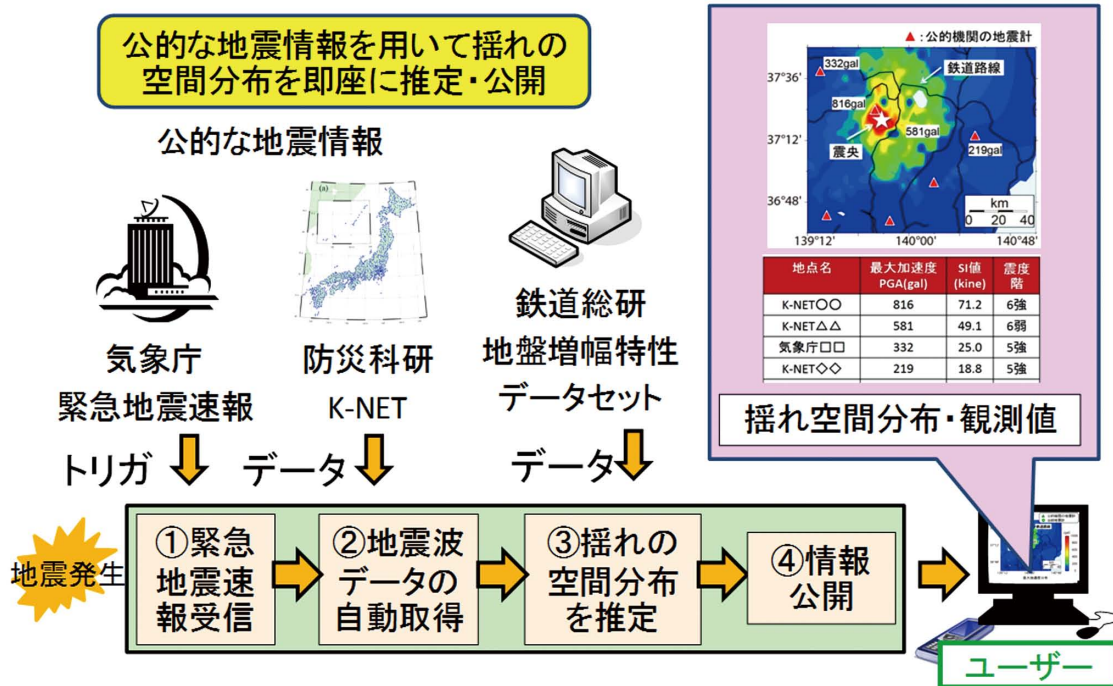 公的な地震情報を用いて揺れの
空間分布を即座に推定・公開
公的な地震情報
気象庁
緊急地震速報
トリガ
(a)
防災科研
K-NET
データ
鉄道総研
地盤増幅特性
データセット
データ
▲:公的機関の地震計
332gal
鉄道路線
816gal
581gal
震央
219gal
37°36'
37°12'
36°48'
km
0 20 40
139°12' 140°00' 140°48'
地点名 最大加速度 PGA(gal) SI値 (kine) 震度階
K-NET○○ 816 71.2 6強
K-NET△△ 581 49.1 6弱
気象庁□□ 332 25.0 5強
K-NET◇◇ 219 18.8 5強
揺れ空間分布・観測値
地震発生
①緊急
地震速
報受信
②地震波
データの
自動取得
③揺れの
空間分布
を推定
④情報
公開
ユーザー